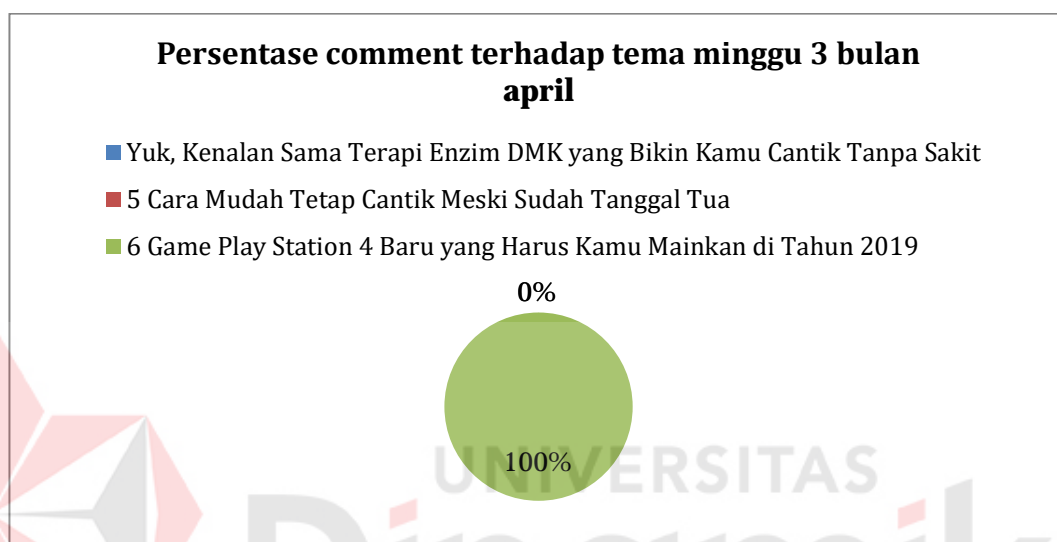 Persentase comment terhadap tema minggu 3 bulan
april
Yuk, Kenalan Sama Terapi Enzim DMK yang Bikin Kamu Cantik Tanpa Sakit
5 Cara Mudah Tetap Cantik Meski Sudah Tanggal Tua
6 Game Play Station 4 Baru yang Harus Kamu Mainkan di Tahun 2019
0%
100%
UNIVERSITAS